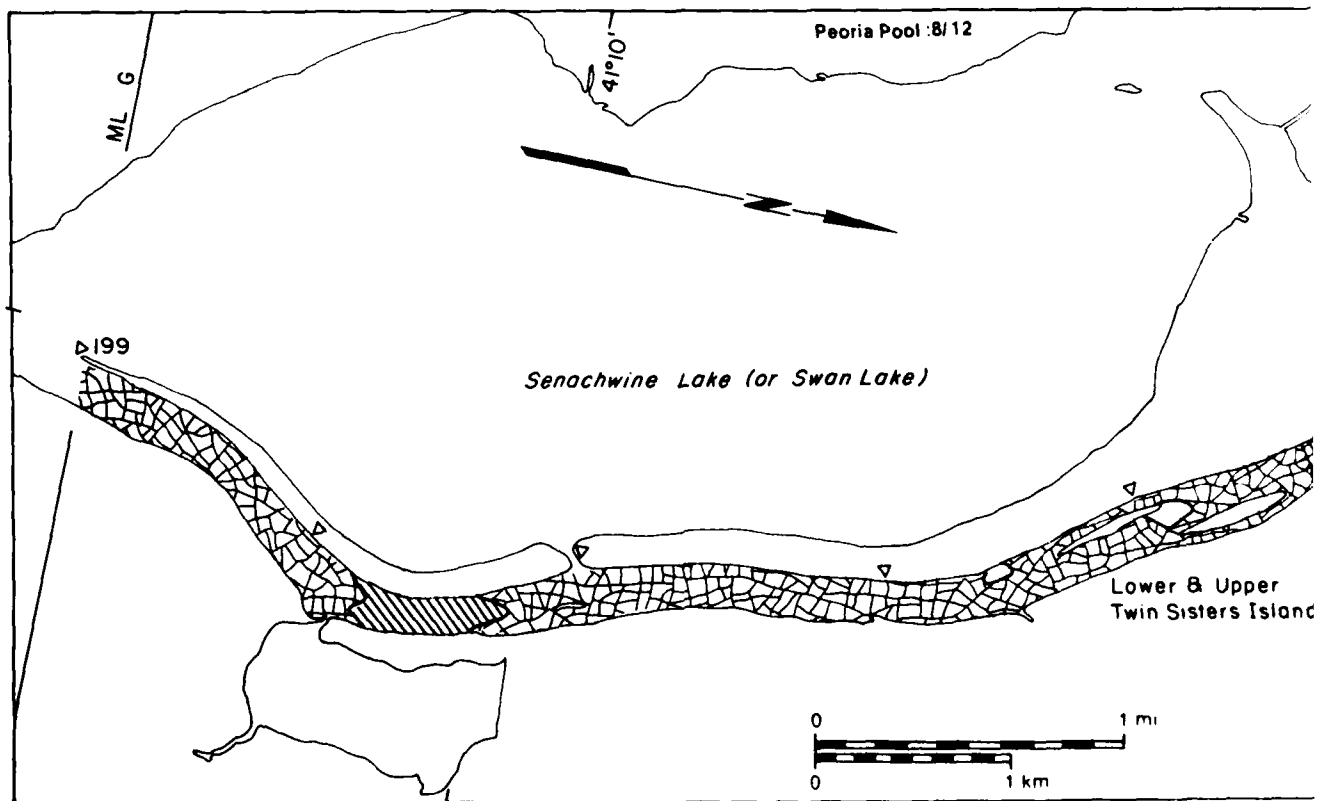 Peoria Pool :8/12
ML G
41°10'
N
199
Senachwine Lake (or Swan Lake)
Lower & Upper
Twin Sisters Island
0 1 mi
0 1 km